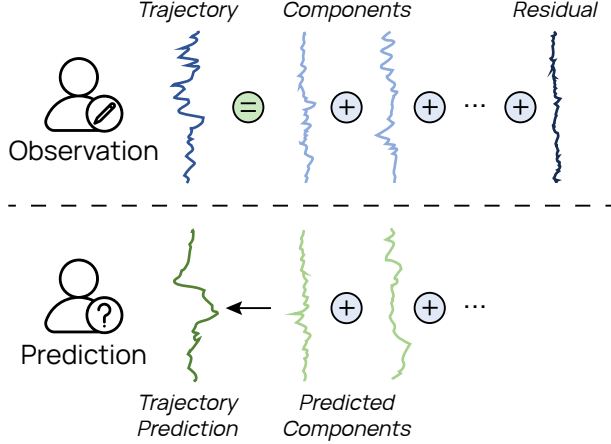 Trajectory Components Residual
= + + ... +
Observation
?
+ + ...
Prediction
Trajectory Prediction
Predicted Components